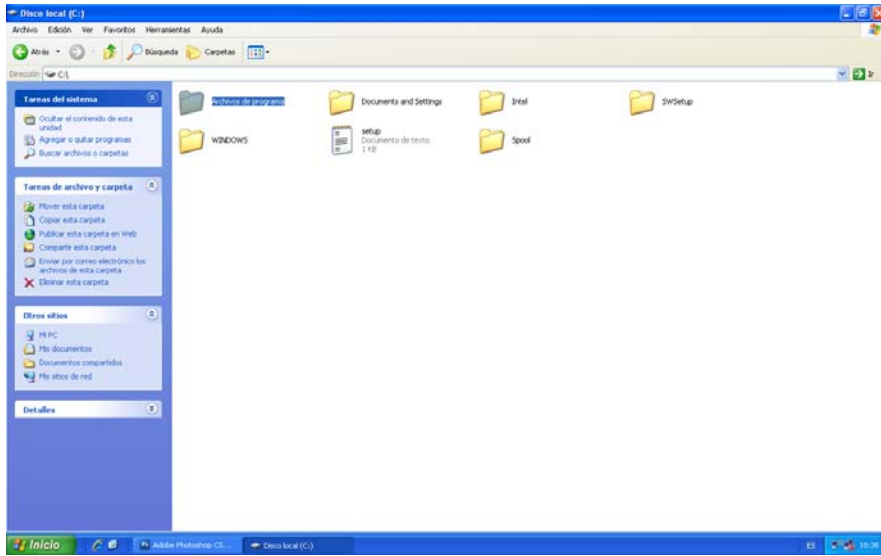 Disco local (C:)
Archivo Edición Ver Favoritos Herramientas Ayuda
Atrás Búsqueda Carpetas
Dirección C:\ Ir
Tareas del sistema
Ocultar el contenido de esta
unidad
Agregar o quitar programas
Buscar archivos o carpetas
Tareas de archivo y carpeta
Mover esta carpeta
Copiar esta carpeta
Publicar esta carpeta en Web
Compartir esta carpeta
Enviar por correo electrónico los
archivos de esta carpeta
Eliminar esta carpeta
Otros sitios
Mi PC
Mis documentos
Documentos compartidos
Mis sitios de red
Detalles
Archivos de programa Documents and Settings Intel SWSetup
WINDOWS setup Spool
Documento de texto
1 KB
Inicio Adobe Photoshop CS... Disco local (C:) ES